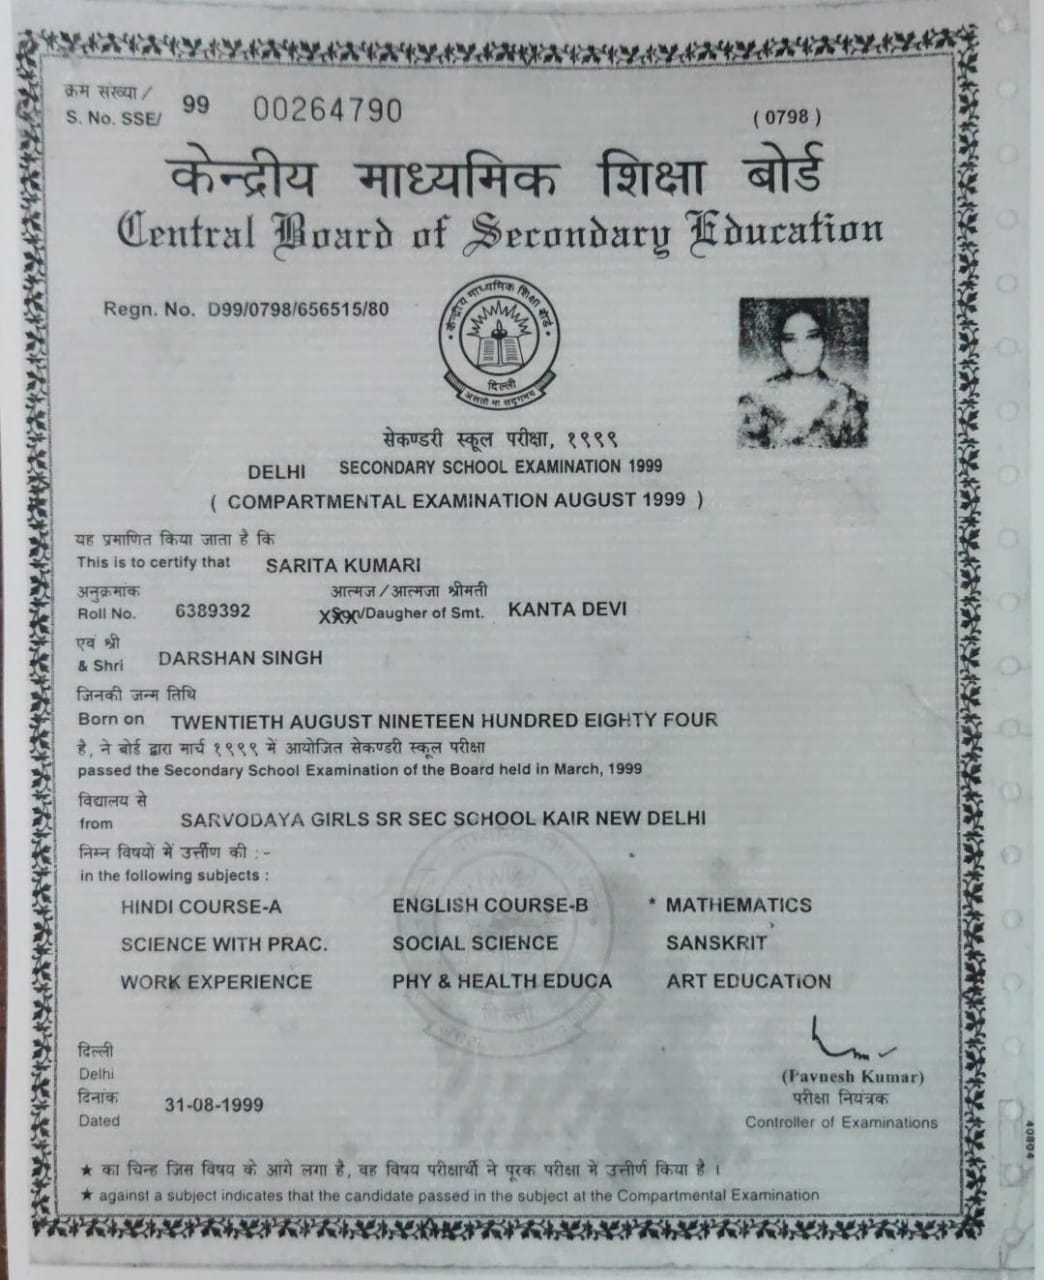 क्रम संख्या /
S. No. SSE/ 99 00264790 ( 0798 )
केन्द्रीय माध्यमिक शिक्षा बोर्ड
Central Board of Secondary Education
Regn. No. D99/0798/656515/80
केन्द्रीय माध्यमिक शिक्षा बोर्ड
दिल्ली
असतो मा सद्गमय
सेकण्डरी स्कूल परीक्षा, १९९९
DELHI SECONDARY SCHOOL EXAMINATION 1999
( COMPARTMENTAL EXAMINATION AUGUST 1999 )
यह प्रमाणित किया जाता है कि
This is to certify that SARITA KUMARI
अनुक्रमांक आत्मज / आत्मजा श्रीमती
Roll No. 6389392 /Daugher of Smt. KANTA DEVI
एवं श्री
& Shri DARSHAN SINGH
जिनकी जन्म तिथि
Born on TWENTIETH AUGUST NINETEEN HUNDRED EIGHTY FOUR
है, ने बोर्ड द्वारा मार्च १९९९ में आयोजित सेकण्डरी स्कूल परीक्षा
passed the Secondary School Examination of the Board held in March, 1999
विद्यालय से
from SARVODAYA GIRLS SR SEC SCHOOL KAIR NEW DELHI
निम्न विषयों में उर्त्तीण की :-
in the following subjects :
HINDI COURSE-A ENGLISH COURSE-B * MATHEMATICS
SCIENCE WITH PRAC. SOCIAL SCIENCE SANSKRIT
WORK EXPERIENCE PHY & HEALTH EDUCA ART EDUCATION
दिल्ली
दिल्ली
Delhi
(Pavnesh Kumar)
दिनांक परीक्षा नियंत्रक
Dated 31-08-1999 Controller of Examinations
40804
★ का चिन्ह जिस विषय के आगे लगा है, वह विषय परीक्षार्थी ने पूरक परीक्षा में उत्तीर्ण किया है ।
★ against a subject indicates that the candidate passed in the subject at the Compartmental Examination